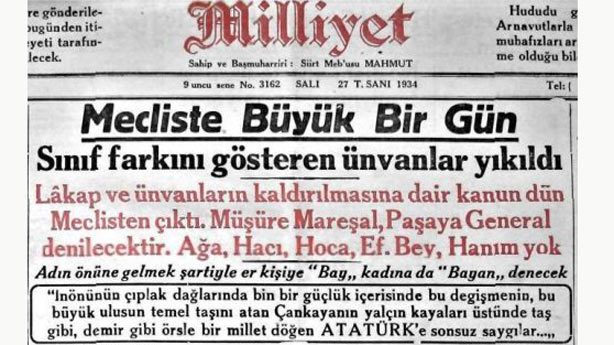 re gönderile-
bugünden iti-
eyeti tarafın-
lecek.
Milliyet
Sahip ve Başmuharriri : Siirt Meb'usu MAHMUT
Hududu g
Arnavutlarla
muhafızları ar
me olduğu bil
9 uncu sene No. 3162 SALI 27 T. SANI 1934
Tel: (
Mecliste Büyük Bir Gün
Sınıf farkını gösteren ünvanlar yıkıldı
Lâkap ve ünvanların kaldırılmasına dair kanun dün
Meclisten çıktı. Müşüre Mareşal, Paşaya General
denilecektir. Ağa, Hacı, Hoca, Ef. Bey, Hanım yok
Adın önüne gelmek şartiyle er kişiye "Bay,, kadına da "Bayan,, denecek
"Inönünün çıplak dağlarında bin bir güçlük içerisinde bu değişmenin, bu
büyük ulusun temel taşını atan Çankayanın yalçın kayaları üstünde taş
gibi, demir gibi örsle bir millet döğen ATATÜRK'e sonsuz saygılar...,,